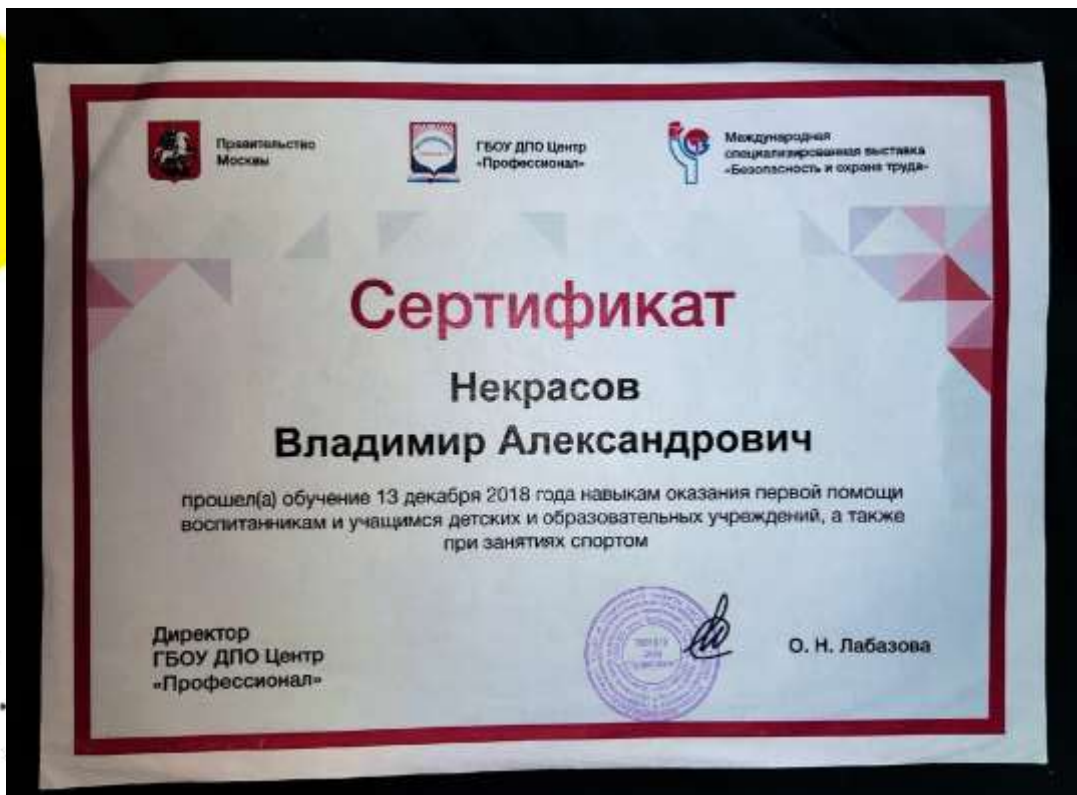 Правительство
Москвы
ГБОУ ДПО Центр
«Профессионал»
Международная
специализированная выставка
«Безопасность и охрана труда»
Сертификат
Некрасов
Владимир Александрович
прошел(а) обучение 13 декабря 2018 года навыкам оказания первой помощи
воспитанникам и учащимся детских и образовательных учреждений, а также
при занятиях спортом
Директор
ГБОУ ДПО Центр
«Профессионал»
О. Н. Лабазова